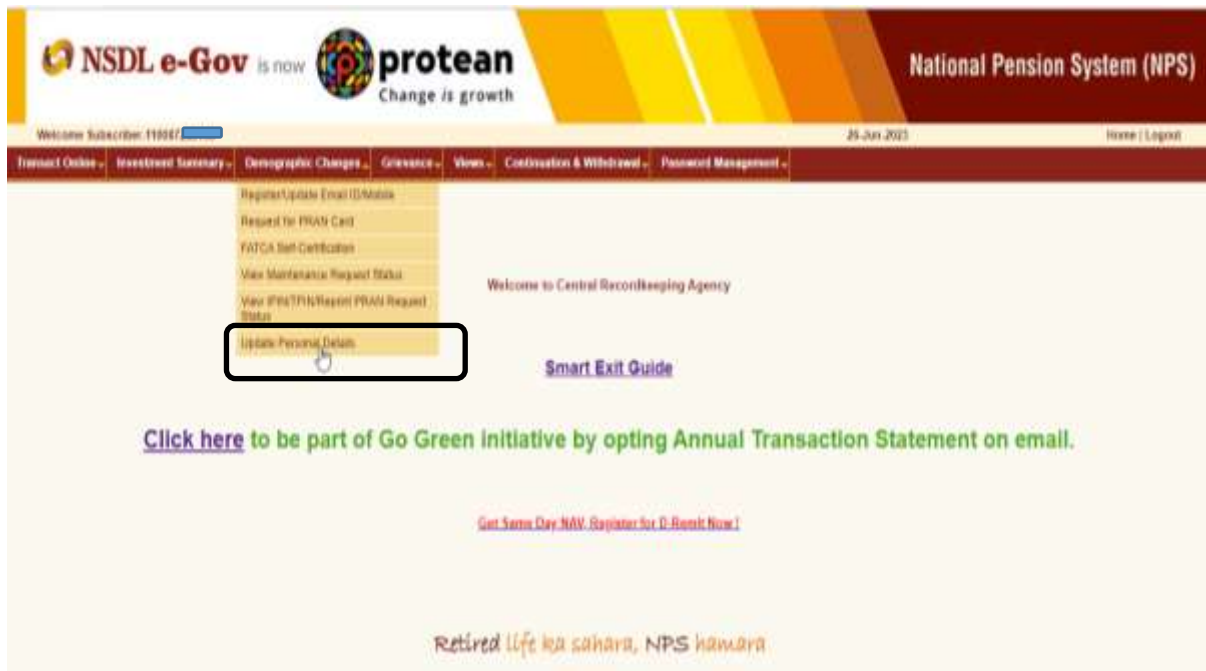 NSDL e-Gov is now protean
Change is growth
National Pension System (NPS)
Welcome Subscriber 110087
26-Jun-2023
Home | Logout
Transact Online Investment Summary Demographic Changes Grievance Views Continuation & Withdrawal Password Management
Register/Update Email ID/Mobile
Request for PRAN Card
FATCA Self-Certification
View Maintenance Request Status
View IPIN/TPIN/Reprint PRAN Request
Status
Update Personal Details
Welcome to Central Recordkeeping Agency
Smart Exit Guide
Click here to be part of Go Green initiative by opting Annual Transaction Statement on email.
Get Same Day NAV, Register for D-Remit Now !
Retired life ka sahara, NPS hamara